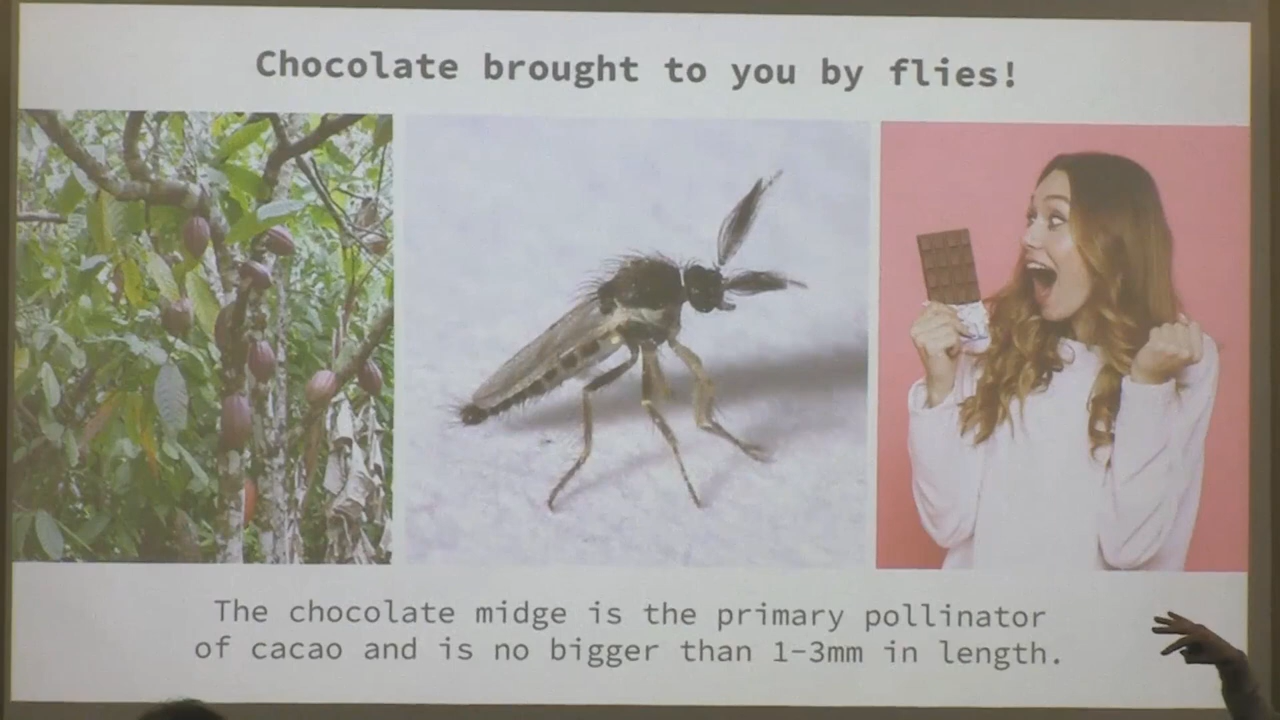 Chocolate brought to you by flies!
The chocolate midge is the primary pollinator
of cacao and is no bigger than 1-3mm in length.